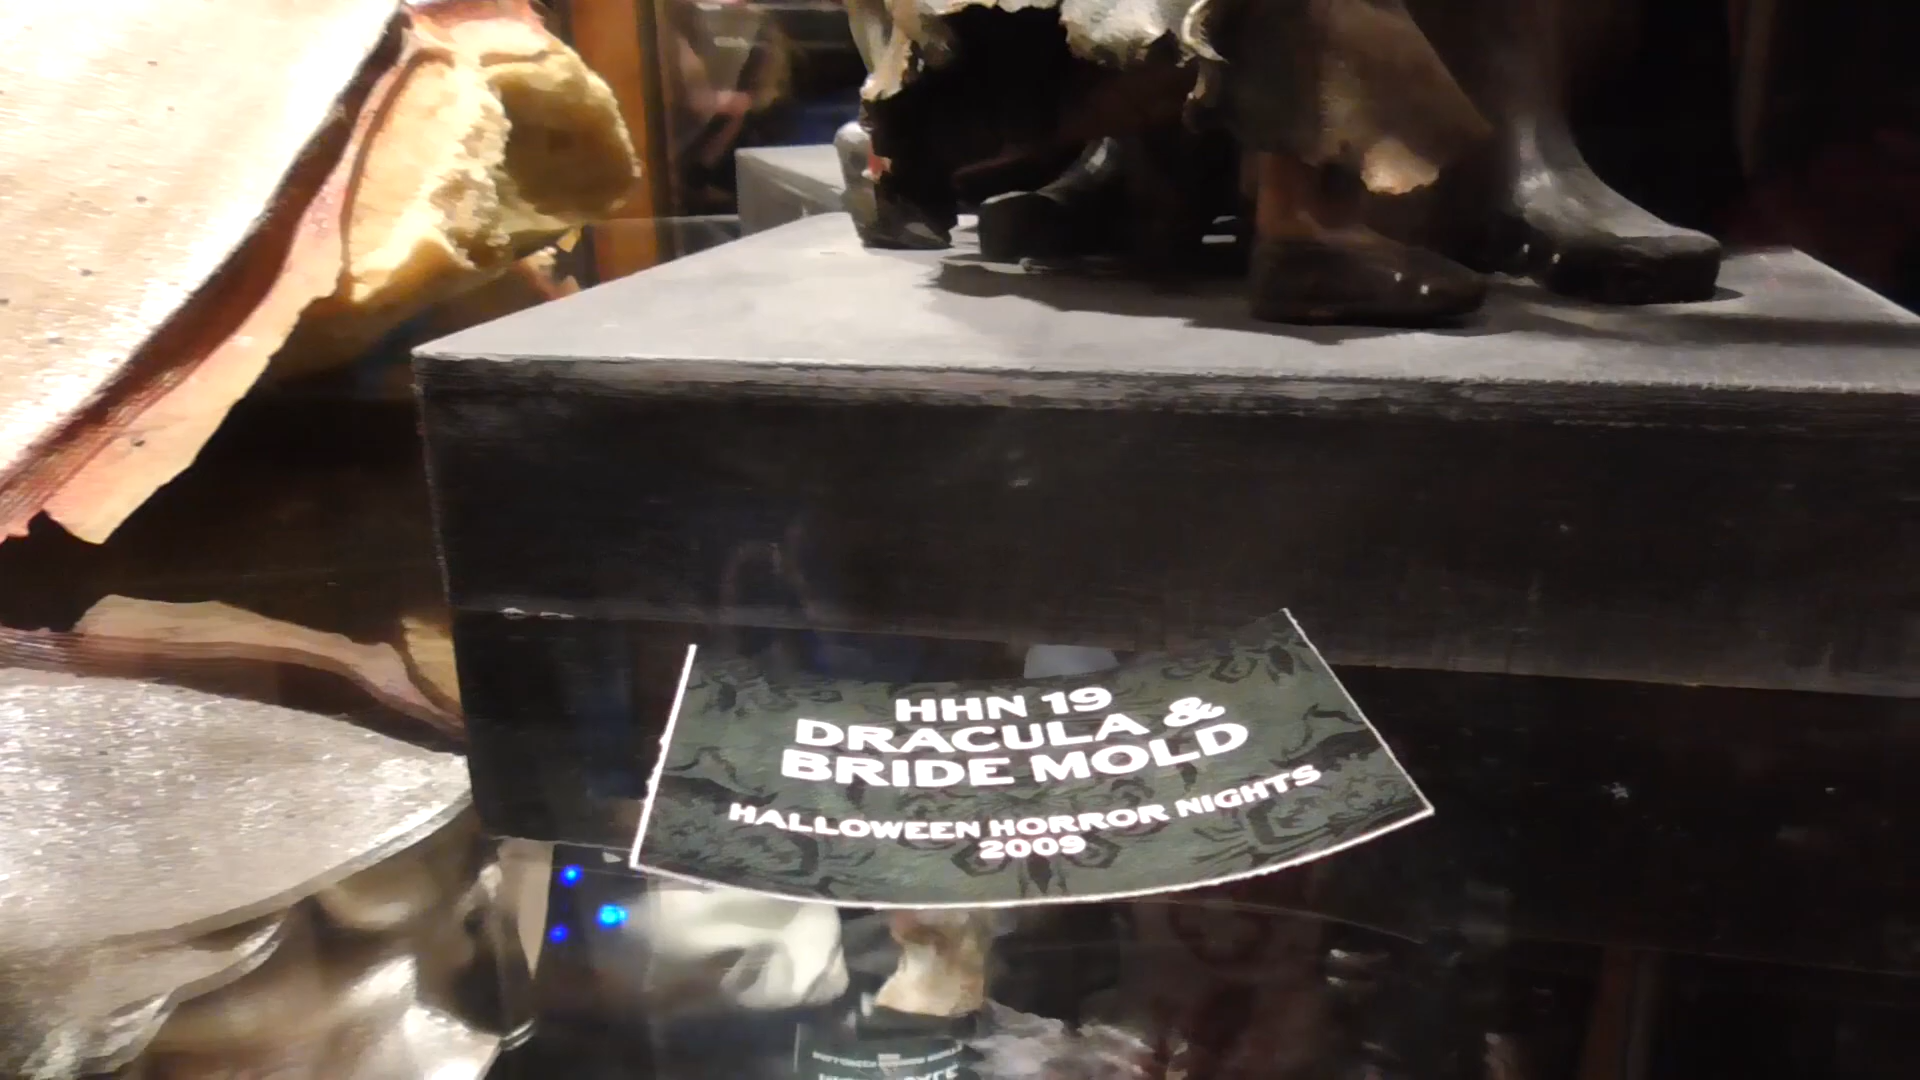 HHN 19
DRACULA &
BRIDE MOLD
HALLOWEEN HORROR NIGHTS
2009